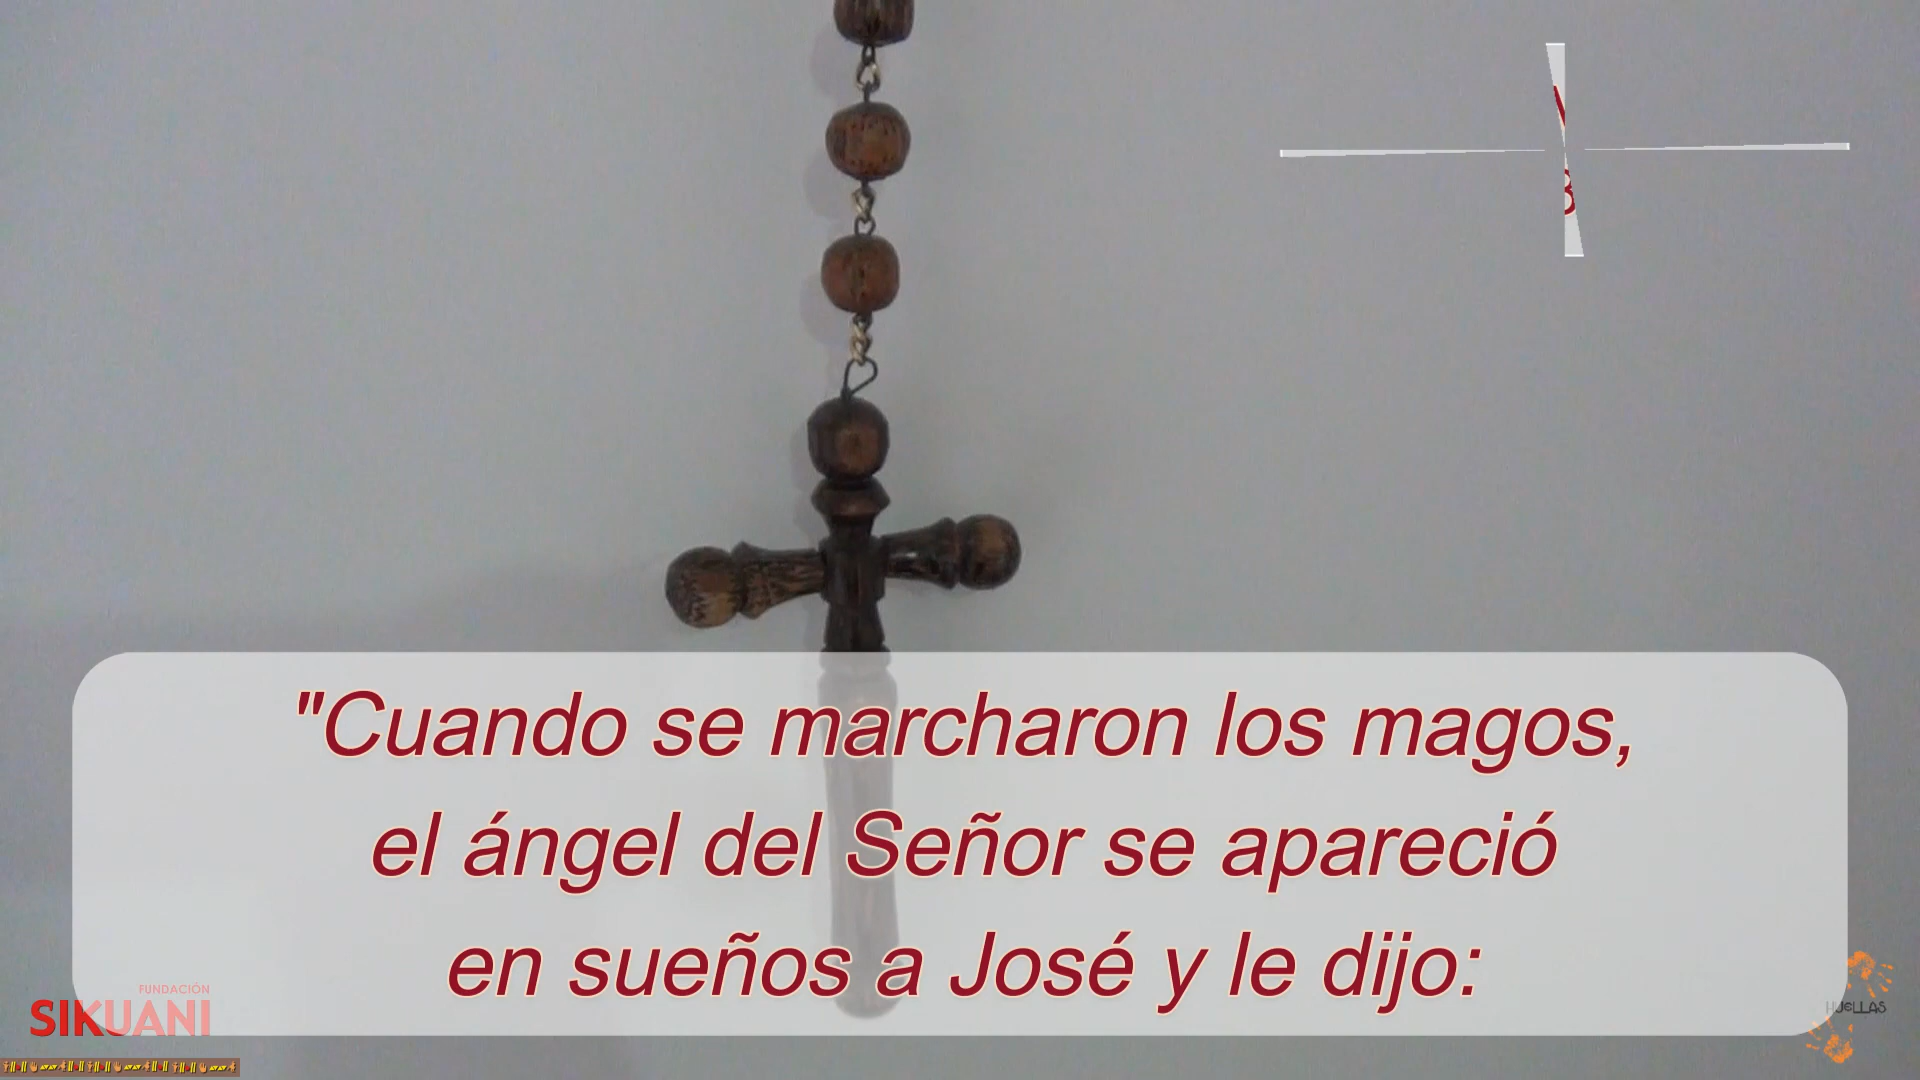 "Cuando se marcharon los magos,
el ángel del Señor se apareció
en sueños a José y le dijo:
FUNDACIÓN
SIKUANI
HUELLAS